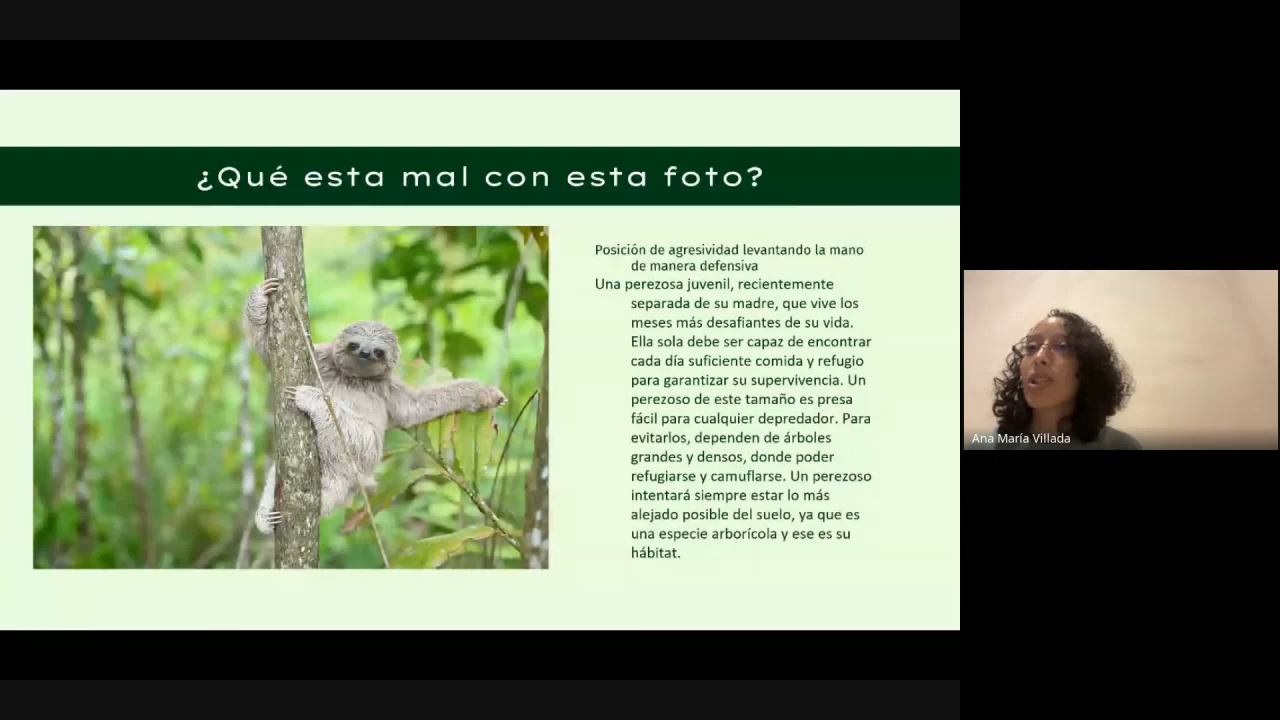 ¿Qué esta mal con esta foto?
Posición de agresividad levantando la mano
de manera defensiva
Una perezosa juvenil, recientemente
separada de su madre, que vive los
meses más desafiantes de su vida.
Ella sola debe ser capaz de encontrar
cada día suficiente comida y refugio
para garantizar su supervivencia. Un
perezoso de este tamaño es presa
fácil para cualquier depredador. Para
evitarlos, dependen de árboles
grandes y densos, donde poder
refugiarse y camuflarse. Un perezoso
intentará siempre estar lo más
alejado posible del suelo, ya que es
una especie arborícola y ese es su
hábitat.
Ana María Villada